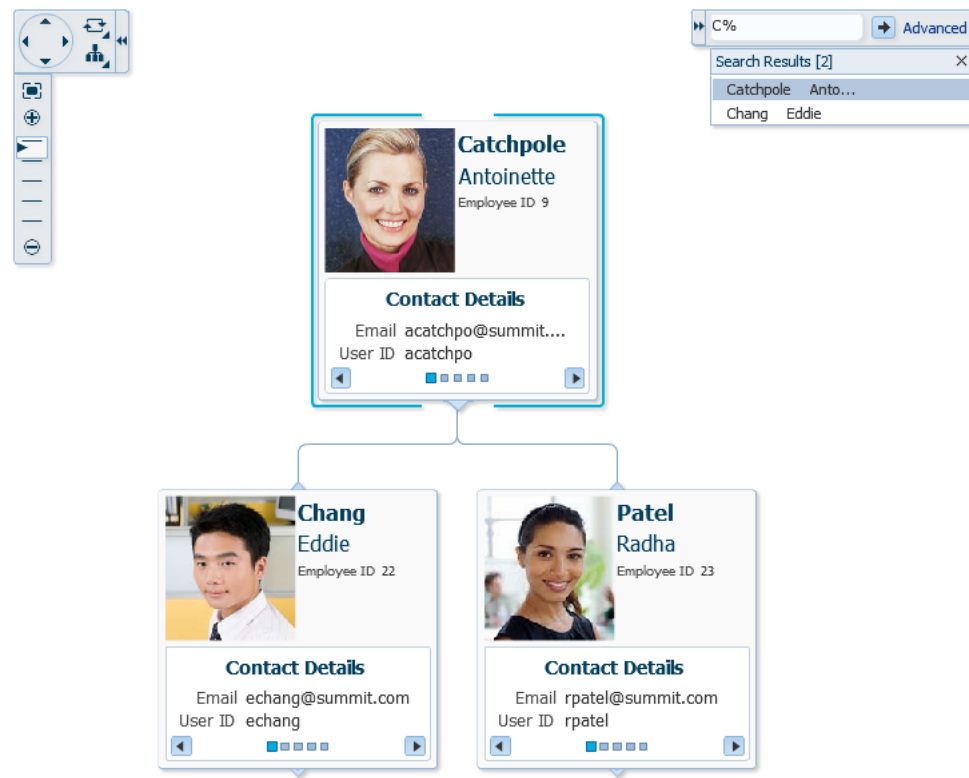 C%
Advanced
Search Results [2]
Catchpole Anto...
Chang Eddie
Catchpole
Antoinette
Employee ID 9
Contact Details
Email acatchpo@summit....
User ID acatchpo
Chang
Eddie
Employee ID 22
Contact Details
Email echang@summit.com
User ID echang
Patel
Radha
Employee ID 23
Contact Details
Email rpatel@summit.com
User ID rpatel